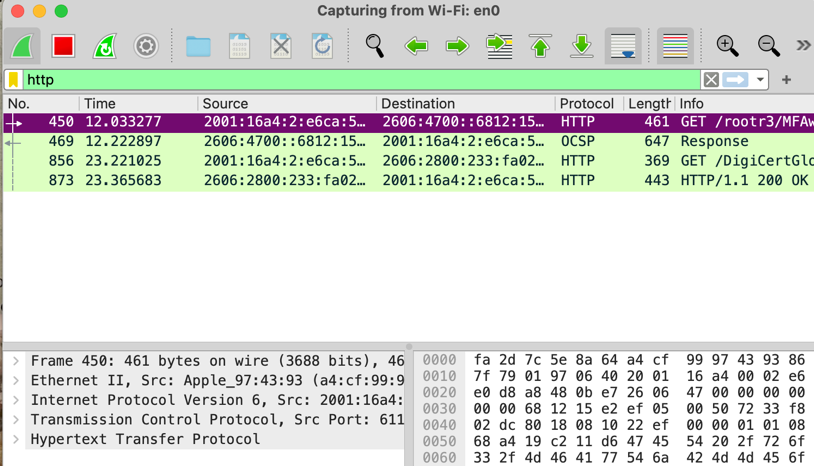 Capturing from Wi-Fi: en0
http
No. Time Source Destination Protocol Length Info
450 12.033277 2001:16a4:2:e6ca:5… 2606:4700::6812:15… HTTP 461 GET /rootr3/MFAw
469 12.222897 2606:4700::6812:15… 2001:16a4:2:e6ca:5… OCSP 647 Response
856 23.221025 2001:16a4:2:e6ca:5… 2606:2800:233:fa02… HTTP 369 GET /DigiCertGlo
873 23.365683 2606:2800:233:fa02… 2001:16a4:2:e6ca:5… HTTP 443 HTTP/1.1 200 OK
Frame 450: 461 bytes on wire (3688 bits), 46
Ethernet II, Src: Apple_97:43:93 (a4:cf:99:9
Internet Protocol Version 6, Src: 2001:16a4:
Transmission Control Protocol, Src Port: 611
Hypertext Transfer Protocol
0000 fa 2d 7c 5e 8a 64 a4 cf 99 97 43 93 86
0010 7f 79 01 97 06 40 20 01 16 a4 00 02 e6
0020 e0 d8 a8 48 0b e7 26 06 47 00 00 00 00
0030 00 00 68 12 15 e2 ef 05 00 50 72 33 f8
0040 02 dc 80 18 08 10 22 ef 00 00 01 01 08
0050 68 a4 19 c2 11 d6 47 45 54 20 2f 72 6f
0060 33 2f 4d 46 41 77 54 6a 42 4d 4d 45 6f